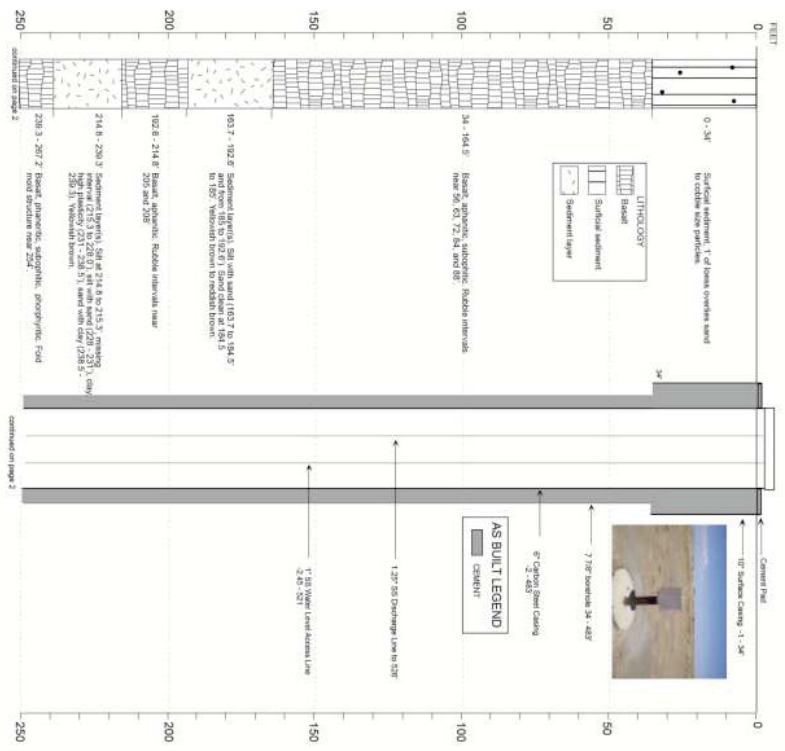 FEET
0
50
100
150
200
250
continued on page 2
0 - 34' Surficial sediment, 1' of loess overlies sand
to cobble size particles.
LITHOLOGY
Basalt
Surficial sediment
Sediment layer
34 - 164.5' Basalt, aphanitic, subophitic. Rubble intervals
near 56, 63, 72, 84, and 88'.
163.7 - 192.6' Sediment layer(s). Silt with sand (163.7 to 184.5'
and from 185 to 192.6'). Sand clean at 184.5
to 185'. Yellowish brown to reddish brown.
192.6 - 214.8' Basalt, aphanitic. Rubble intervals near
205 and 208'.
214.8 - 239.3' Sediment layer(s). Silt at 214.8 to 215.3', missing
interval (215.3 to 228.0'), silt with sand (228 - 231'), clay
high plasticity (231 - 238.5'), sand with clay (238.5 -
239.3). Yellowish brown.
239.3 - 267.2' Basalt, phaneritic, subophitic, phorphyritic. Fold
mold structure near 254'.
34'
continued on page 2
Cement Pad
10" Surface Casing -1 - 34'
7 7/8" borehole 34 - 483'
6" Carbon Steel Casing
-2 - 483'
AS BUILT LEGEND
CEMENT
1.25" SS Discharge Line to 526'
1" SS Water Level Access Line
-2.45 - 521'
0
50
100
150
200
250